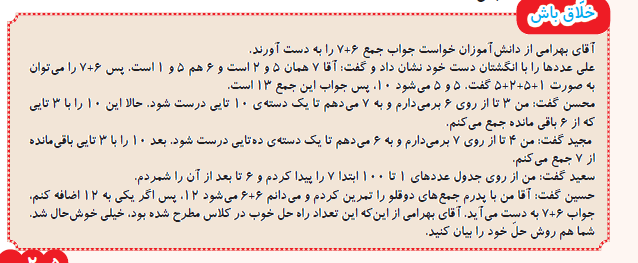 خلّاق باش
آقای بهرامی از دانش‌آموزان خواست جواب جمع ۶+۷ را به دست آورند.
علی عددها را با انگشتان دست خود نشان داد و گفت: آقا ۷ همان ۵ و ۲ است و ۶ هم ۵ و ۱ است. پس ۶+۷ را می‌توان
به صورت ۱+۵+۲+۵ گفت. ۵ و ۵ می‌شود ۱۰، پس جواب این جمع ۱۳ است.
محسن گفت: من ۳ تا از روی ۶ برمی‌دارم و به ۷ می‌دهم تا یک دسته‌ی ۱۰ تایی درست شود. حالا این ۱۰ را با ۳ تایی
که از ۶ باقی مانده جمع می‌کنم.
مجید گفت: من ۴ تا از روی ۷ برمی‌دارم و به ۶ می‌دهم تا یک دسته‌ی ده‌تایی درست شود. بعد ۱۰ را با ۳ تایی باقی‌مانده
از ۷ جمع می‌کنم.
سعید گفت: من از روی جدول عددهای ۱ تا ۱۰۰ ابتدا ۷ را پیدا کردم و ۶ تا بعد از آن را شمردم.
حسین گفت: آقا من با پدرم جمع‌های دوقلو را تمرین کردم و می‌دانم ۶+۶ می‌شود ۱۲، پس اگر یکی به ۱۲ اضافه کنم،
جواب ۶+۷ به دست می‌آید. آقای بهرامی از این‌که این تعداد راه حل خوب در کلاس مطرح شده بود، خیلی خوش‌حال شد.
شما هم روش حلّ خود را بیان کنید.